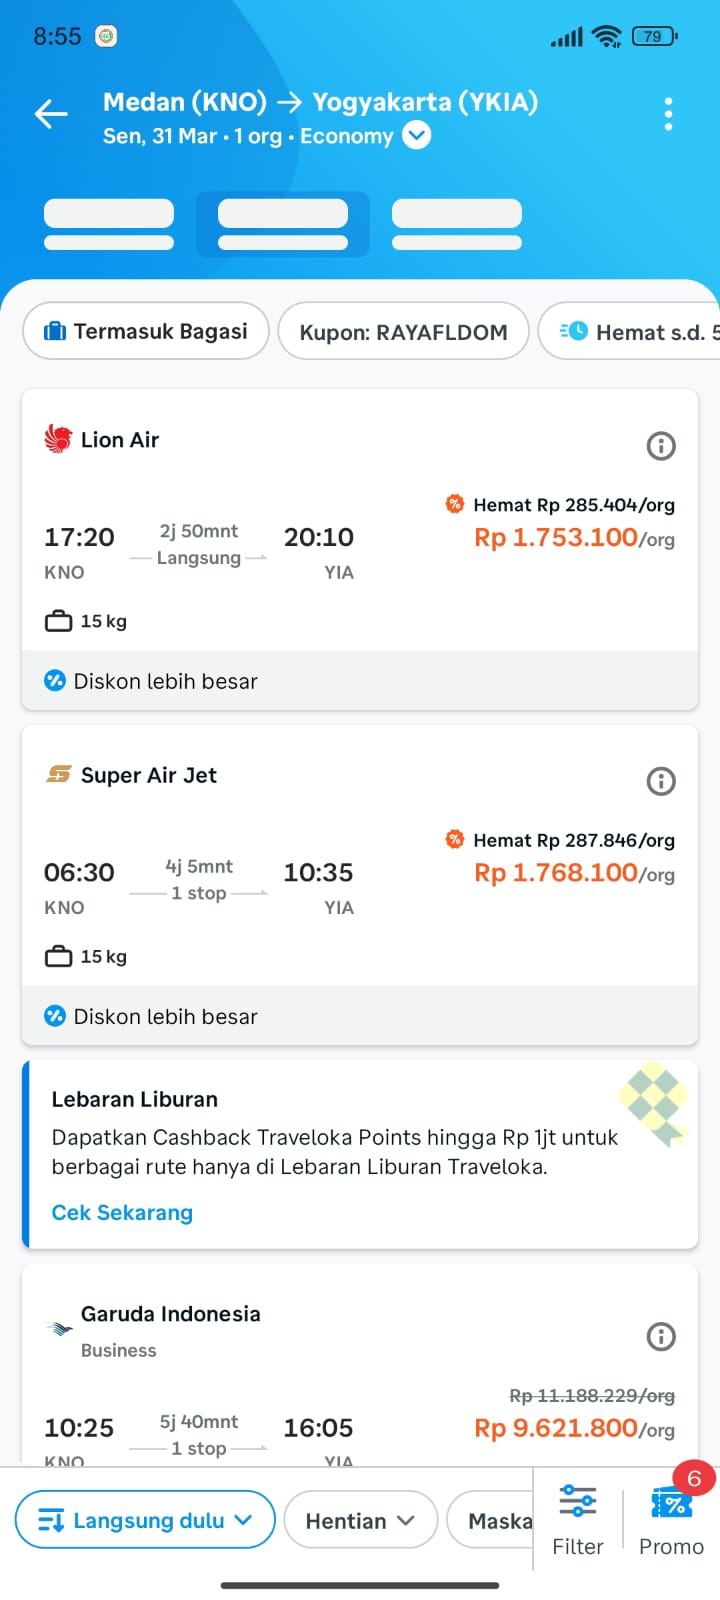 8:55
79
Medan (KNO) → Yogyakarta (YKIA)
Sen, 31 Mar • 1 org • Economy
Termasuk Bagasi
Kupon: RAYAFLDOM
Hemat s.d. 5
Lion Air
Hemat Rp 285.404/org
17:20 2j 50mnt 20:10 Rp 1.753.100/org
Langsung
KNO YIA
15 kg
Diskon lebih besar
Super Air Jet
Hemat Rp 287.846/org
06:30 4j 5mnt 10:35 Rp 1.768.100/org
1 stop
KNO YIA
15 kg
Diskon lebih besar
Lebaran Liburan
Dapatkan Cashback Traveloka Points hingga Rp 1jt untuk
berbagai rute hanya di Lebaran Liburan Traveloka.
Cek Sekarang
Garuda Indonesia
Business
Rp 11.188.229/org
10:25 5j 40mnt 16:05 Rp 9.621.800/org
1 stop
KNO YIA
6
Langsung dulu
Hentian
Maska
Filter
Promo